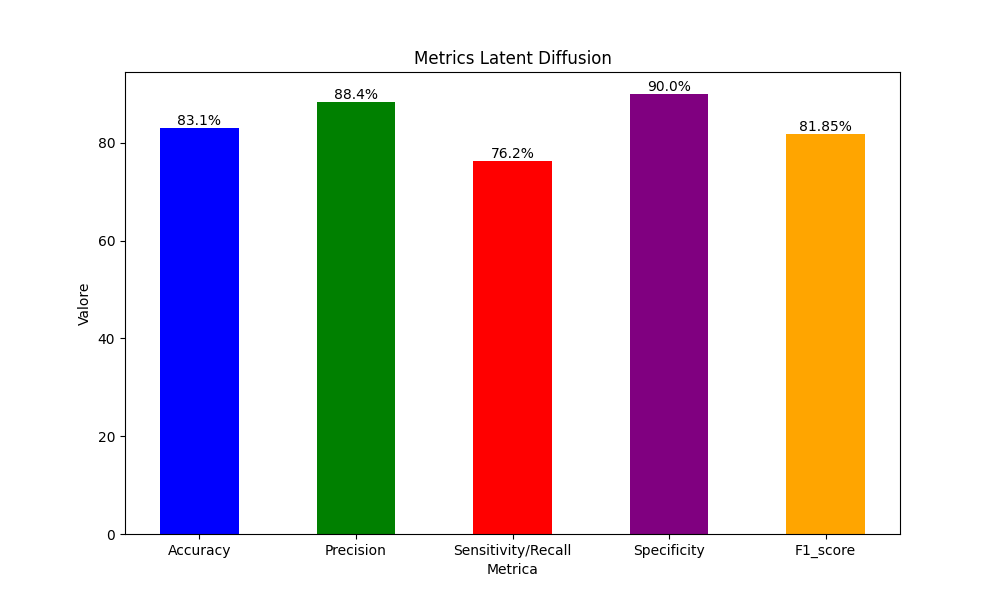 Metrics Latent Diffusion
83.1%
88.4%
76.2%
90.0%
81.85%
80
60
40
20
0
Valore
Accuracy
Precision
Sensitivity/Recall
Specificity
F1_score
Metrica